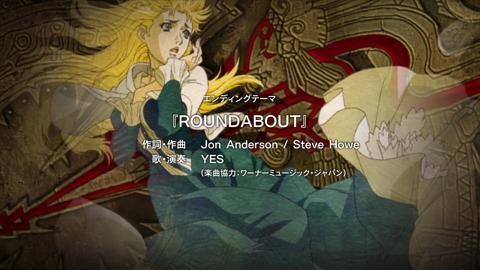 エンディングテーマ
『ROUNDABOUT』
作詞・作曲 Jon Anderson / Steve Howe
歌・演奏 YES
(楽曲協力:ワーナーミュージック・ジャパン)